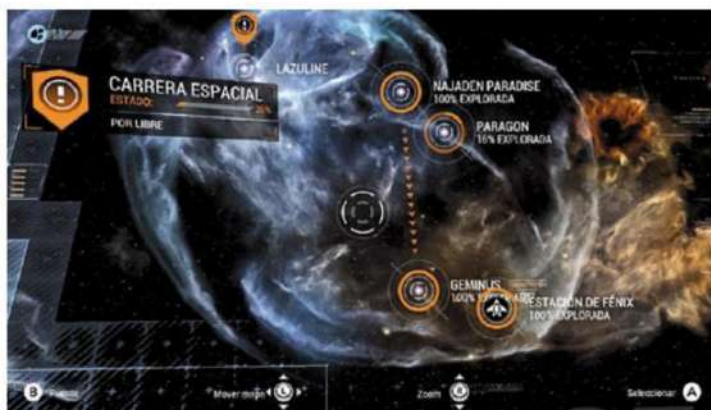 LAZULINE
CARRERA ESPACIAL
ESTADO:
POR LIBRE
NAJADEN PARADISE
100% EXPLORADA
PARAGON
16% EXPLORADA
GEMINUS
100%
ESTACIÓN DE FÉNIX
100% EXPLORADA
B
Mover mapa
L
Zoom
Seleccionar A